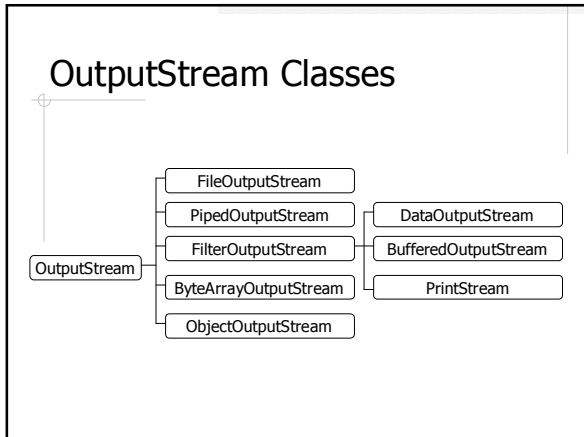 OutputStream Classes
FileOutputStream
PipedOutputStream
DataOutputStream
FilterOutputStream
BufferedOutputStream
OutputStream
ByteArrayOutputStream
PrintStream
ObjectOutputStream